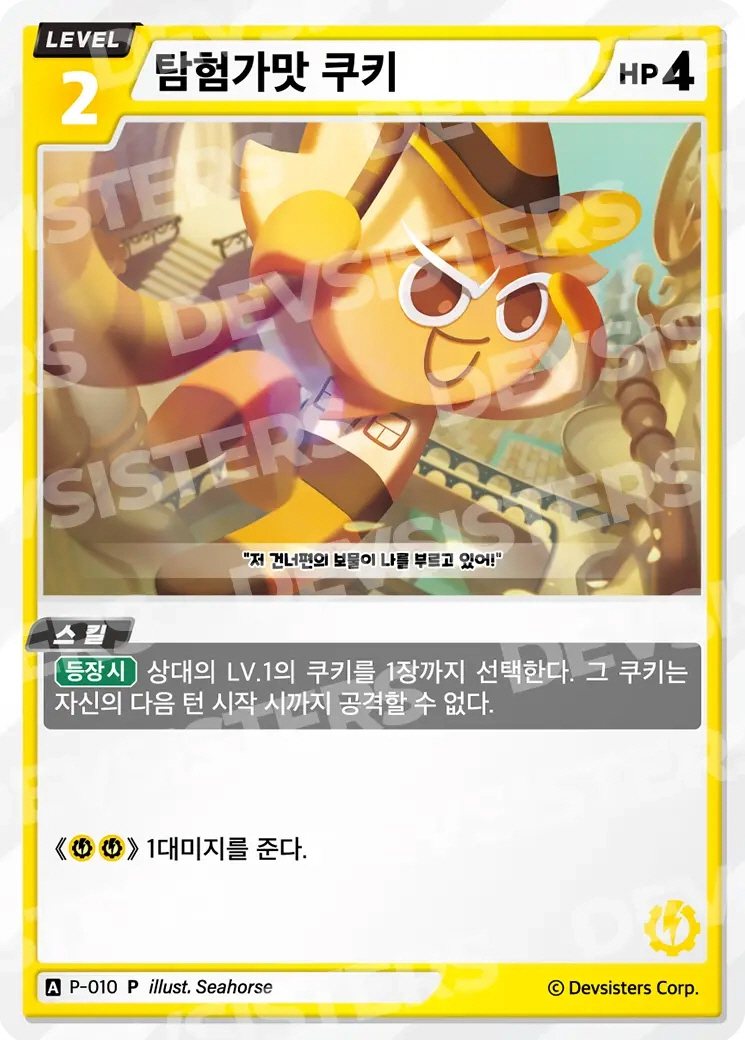 LEVEL
2
탐험가맛 쿠키
HP 4
"저 건너편의 보물이 나를 부르고 있어!"
스킬
등장시 상대의 LV.1의 쿠키를 1장까지 선택한다. 그 쿠키는
자신의 다음 턴 시작 시까지 공격할 수 없다.
《》 1대미지를 준다.
A P-010 P illust. Seahorse
© Devsisters Corp.
DEVSISTERS